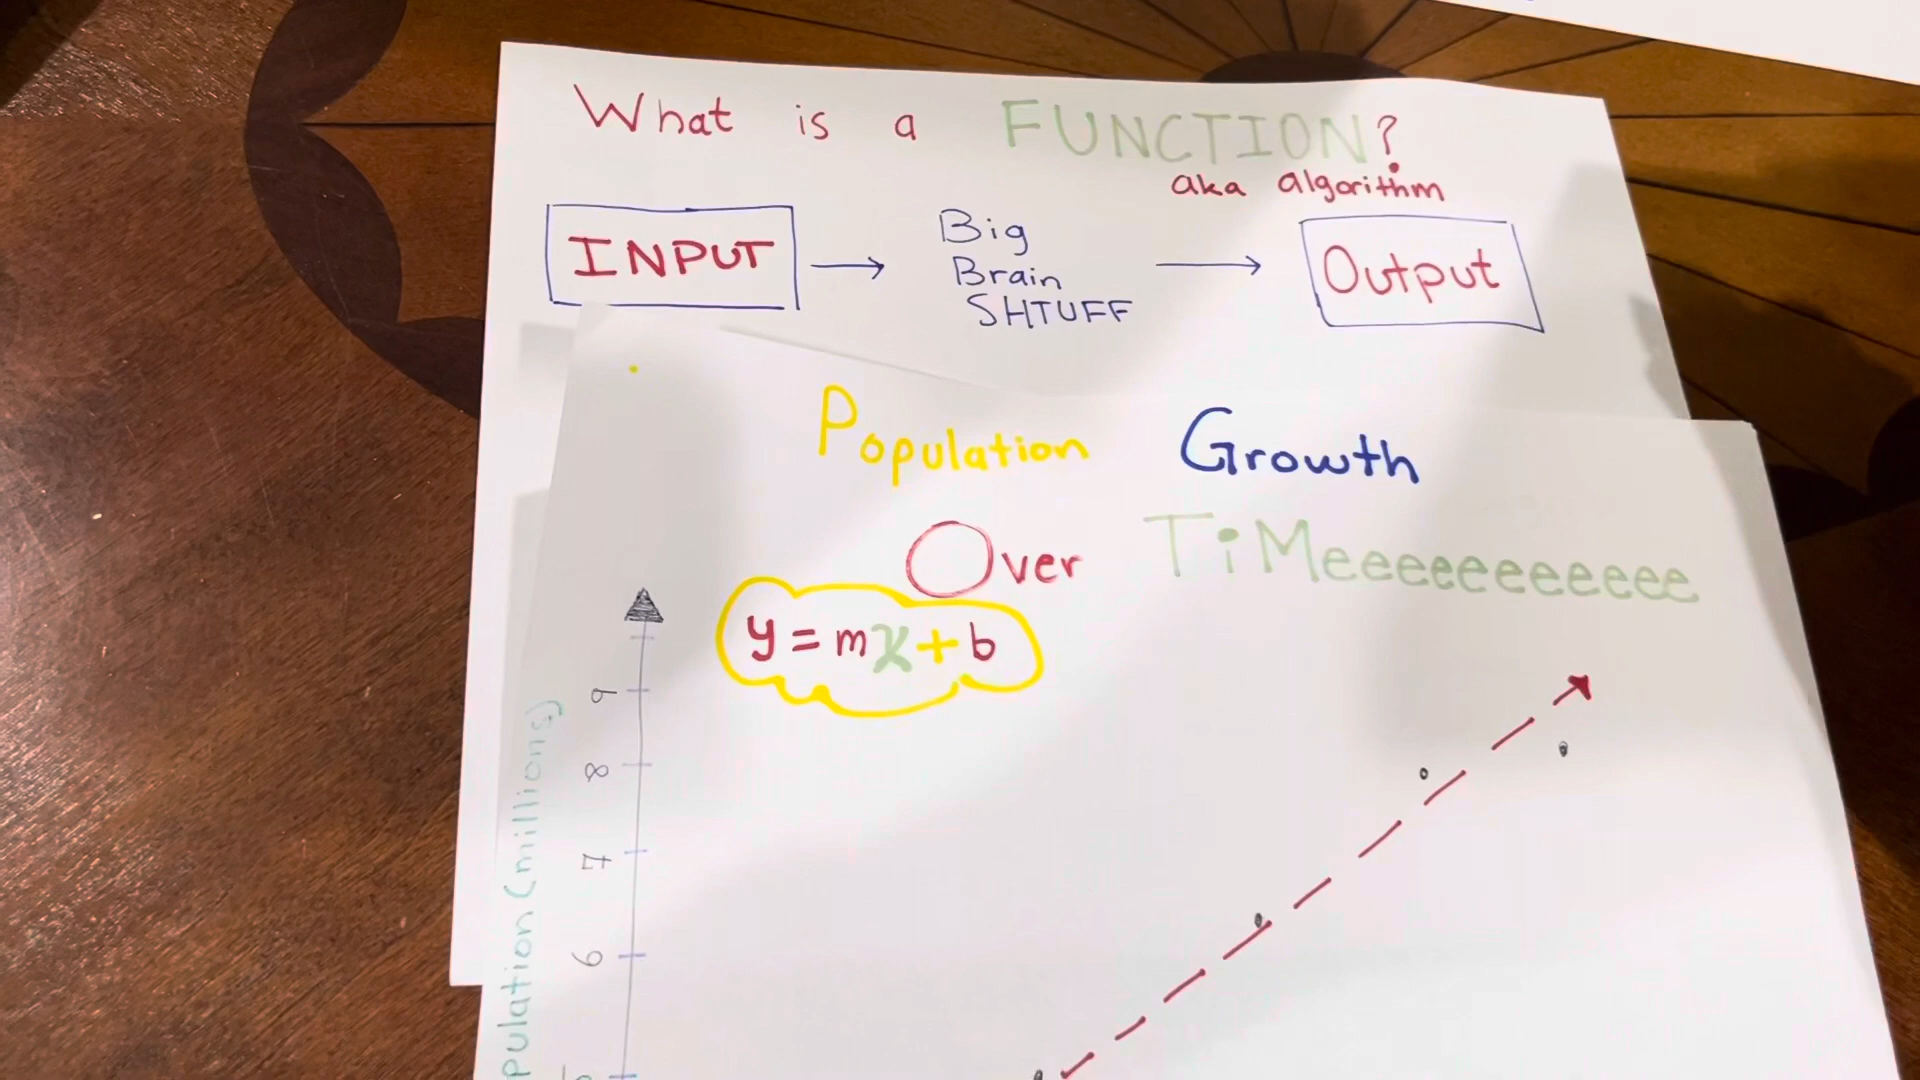 What is a FUNCTION?
aka algorithm
INPUT → Big Brain SHTUFF → Output
Population Growth
Over TiMeeeeeeeeeeee
y = mx + b
9
8
7
6
pulation (millions)